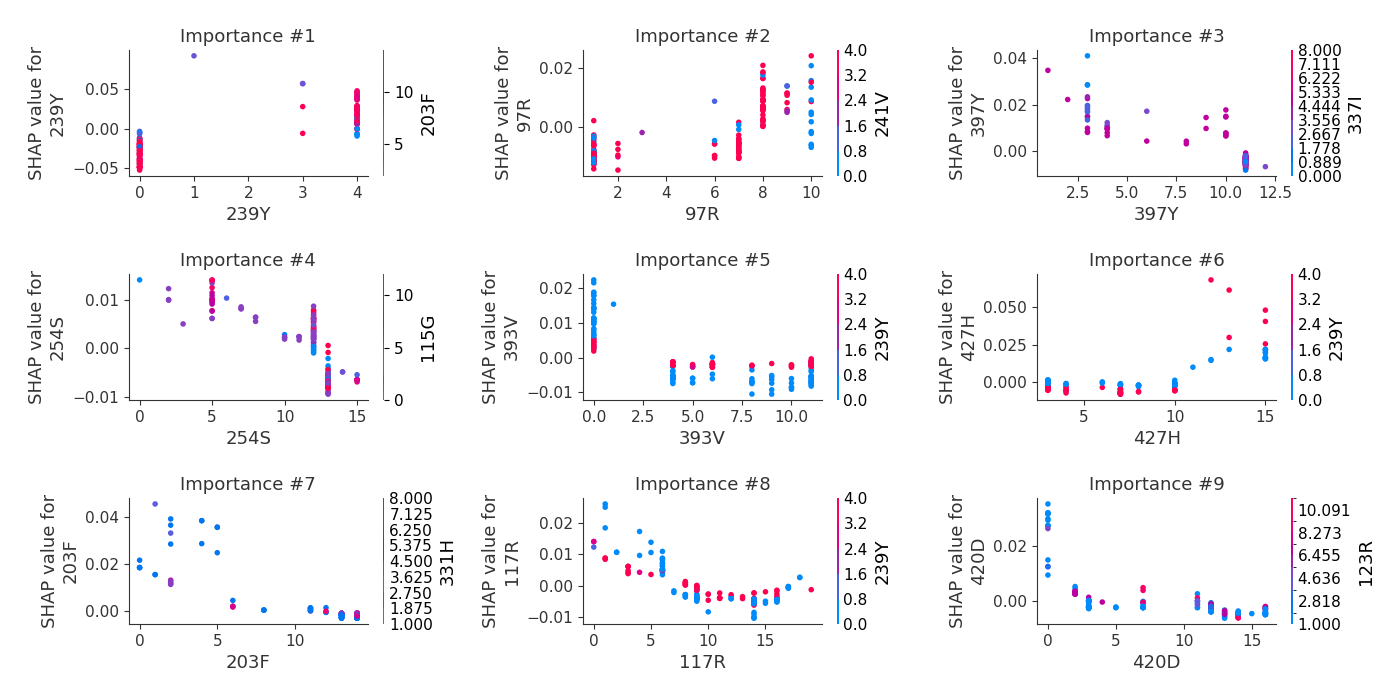 Importance #1
SHAP value for
239Y
0.05
0.00
−0.05
0
1
3
4
239Y
10
5
203F
Importance #2
SHAP value for
97R
0.02
0.00
2
4
6
8
10
97R
4.0
3.2
2.4
1.6
0.8
0.0
241V
Importance #3
SHAP value for
397Y
0.04
0.02
0.00
2.5
5.0
7.5
10.0
12.5
397Y
8.000
7.111
6.222
5.333
4.444
3.556
2.667
1.778
0.889
0.000
337I
Importance #4
SHAP value for
254S
0.01
0.00
−0.01
0
5
10
15
254S
10
5
0
115G
Importance #5
SHAP value for
393V
0.02
0.01
0.00
−0.01
0.0
2.5
5.0
7.5
10.0
393V
4.0
3.2
2.4
1.6
0.8
0.0
239Y
Importance #6
SHAP value for
427H
0.050
0.025
0.000
5
10
15
427H
4.0
3.2
2.4
1.6
0.8
0.0
239Y
Importance #7
SHAP value for
203F
0.04
0.02
0.00
0
5
10
203F
8.000
7.125
6.250
5.375
4.500
3.625
2.750
1.875
1.000
331H
Importance #8
SHAP value for
117R
0.02
0.01
0.00
−0.01
0
5
10
15
117R
4.0
3.2
2.4
1.6
0.8
0.0
239Y
Importance #9
SHAP value for
420D
0.02
0.00
0
5
10
15
420D
10.091
8.273
6.455
4.636
2.818
1.000
123R